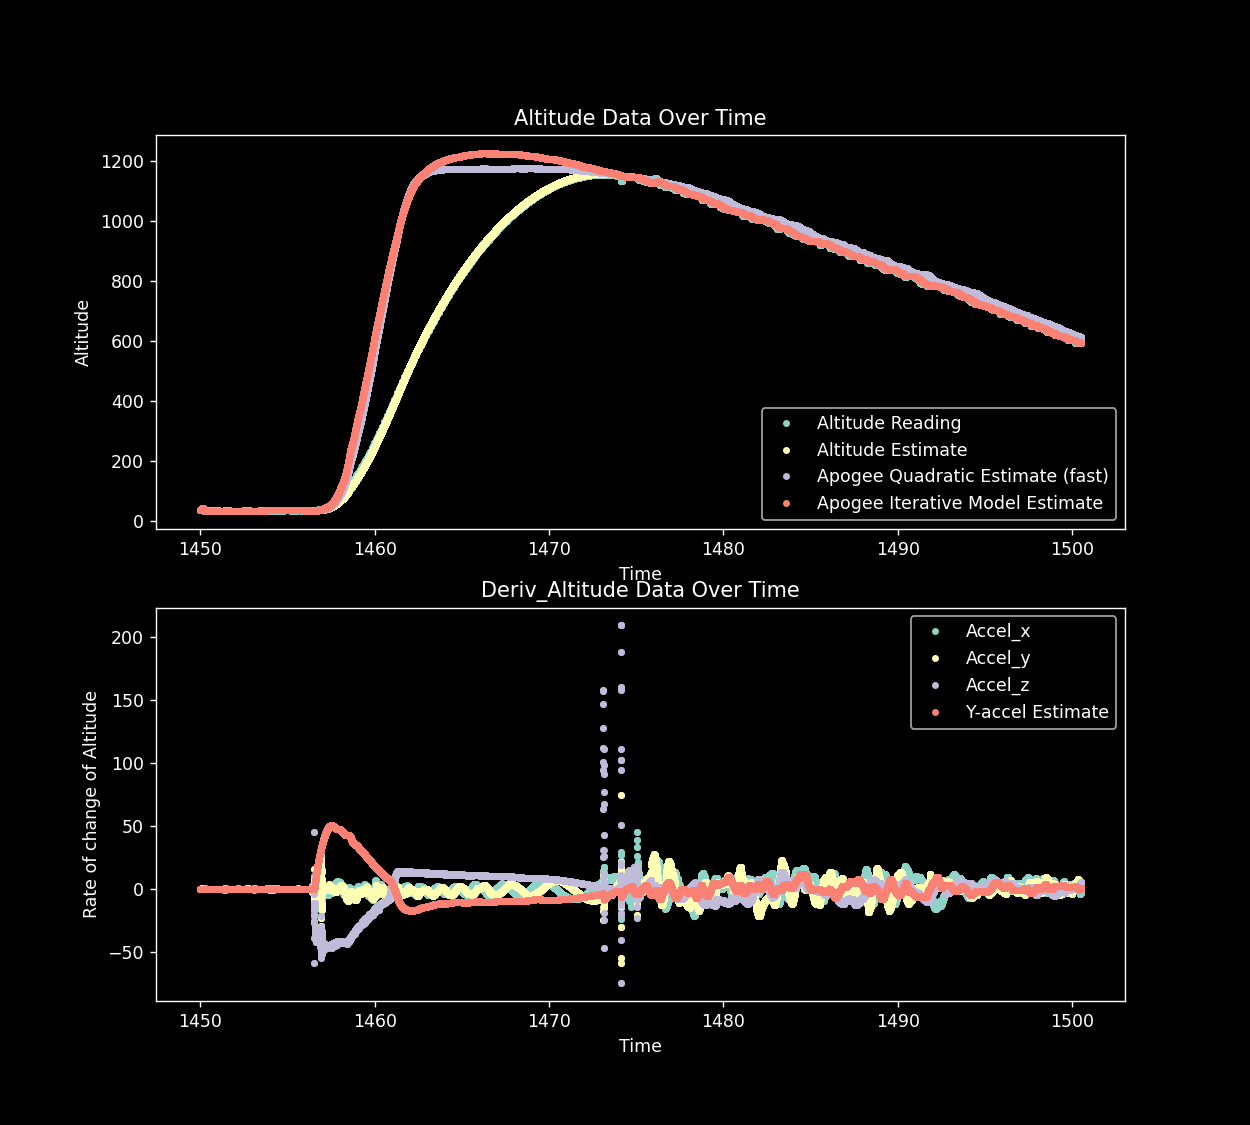 Altitude Data Over Time
Altitude
1200
1000
800
600
400
200
0
Altitude Reading
Altitude Estimate
Apogee Quadratic Estimate (fast)
Apogee Iterative Model Estimate
1450 1460 1470 1480 1490 1500
Time
Deriv_Altitude Data Over Time
Rate of change of Altitude
200
150
100
50
0
−50
Accel_x
Accel_y
Accel_z
Y-accel Estimate
1450 1460 1470 1480 1490 1500
Time